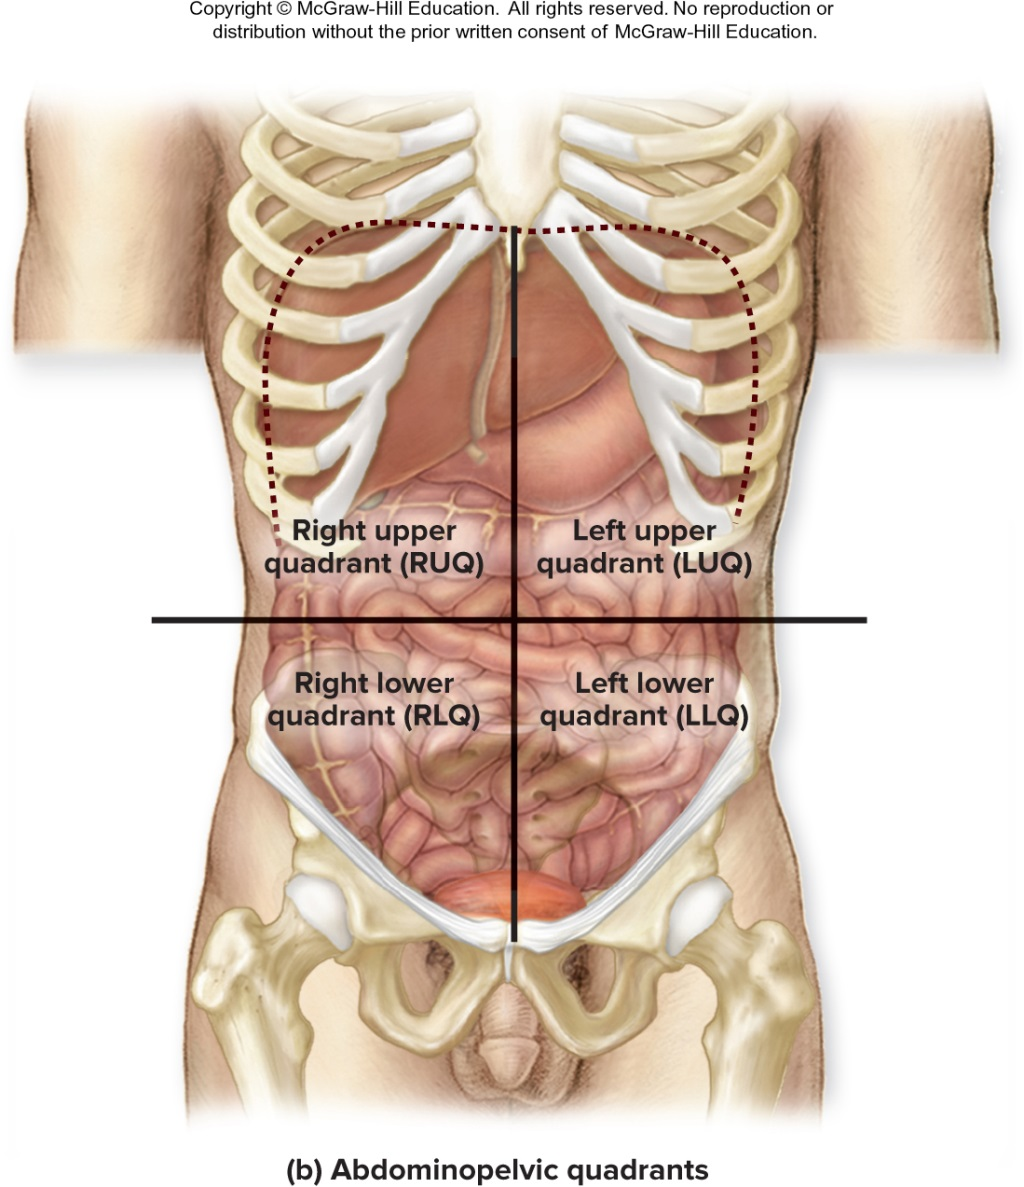 Copyright © McGraw-Hill Education. All rights reserved. No reproduction or
distribution without the prior written consent of McGraw-Hill Education.
Right upper
quadrant (RUQ)
Left upper
quadrant (LUQ)
Right lower
quadrant (RLQ)
Left lower
quadrant (LLQ)
(b) Abdominopelvic quadrants